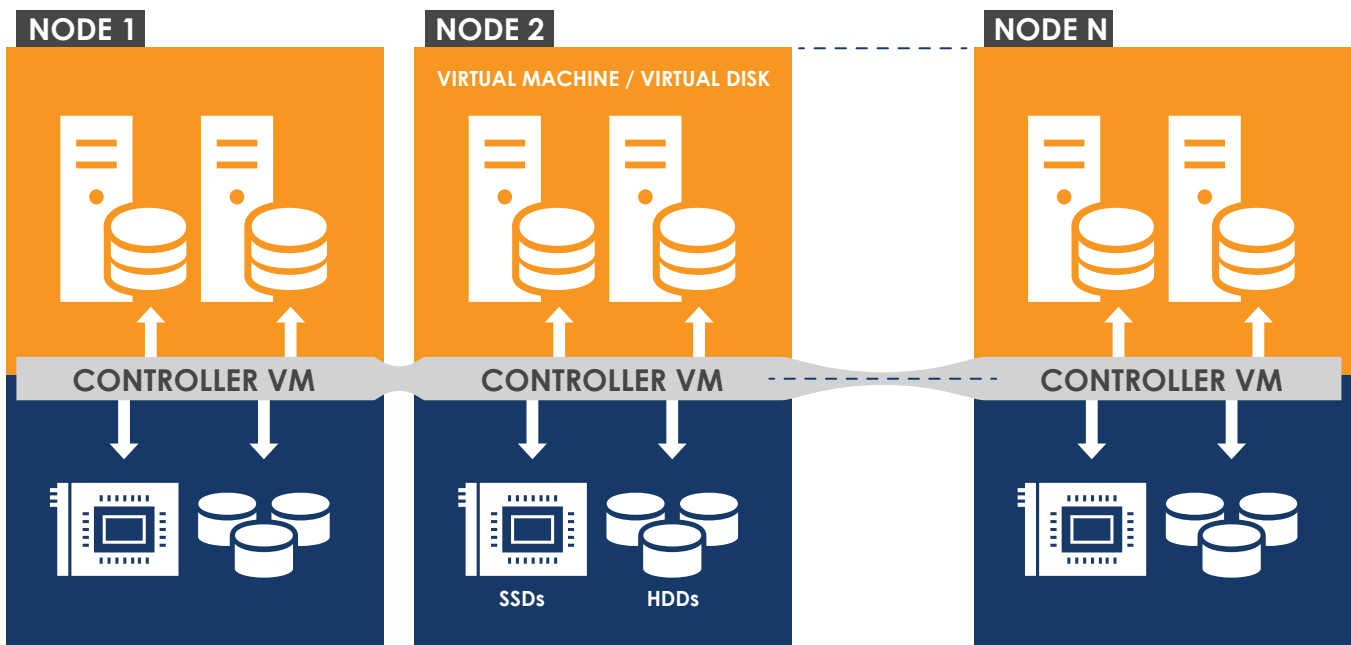 NODE 1
NODE 2
NODE N
VIRTUAL MACHINE / VIRTUAL DISK
CONTROLLER VM
CONTROLLER VM
CONTROLLER VM
SSDs
HDDs